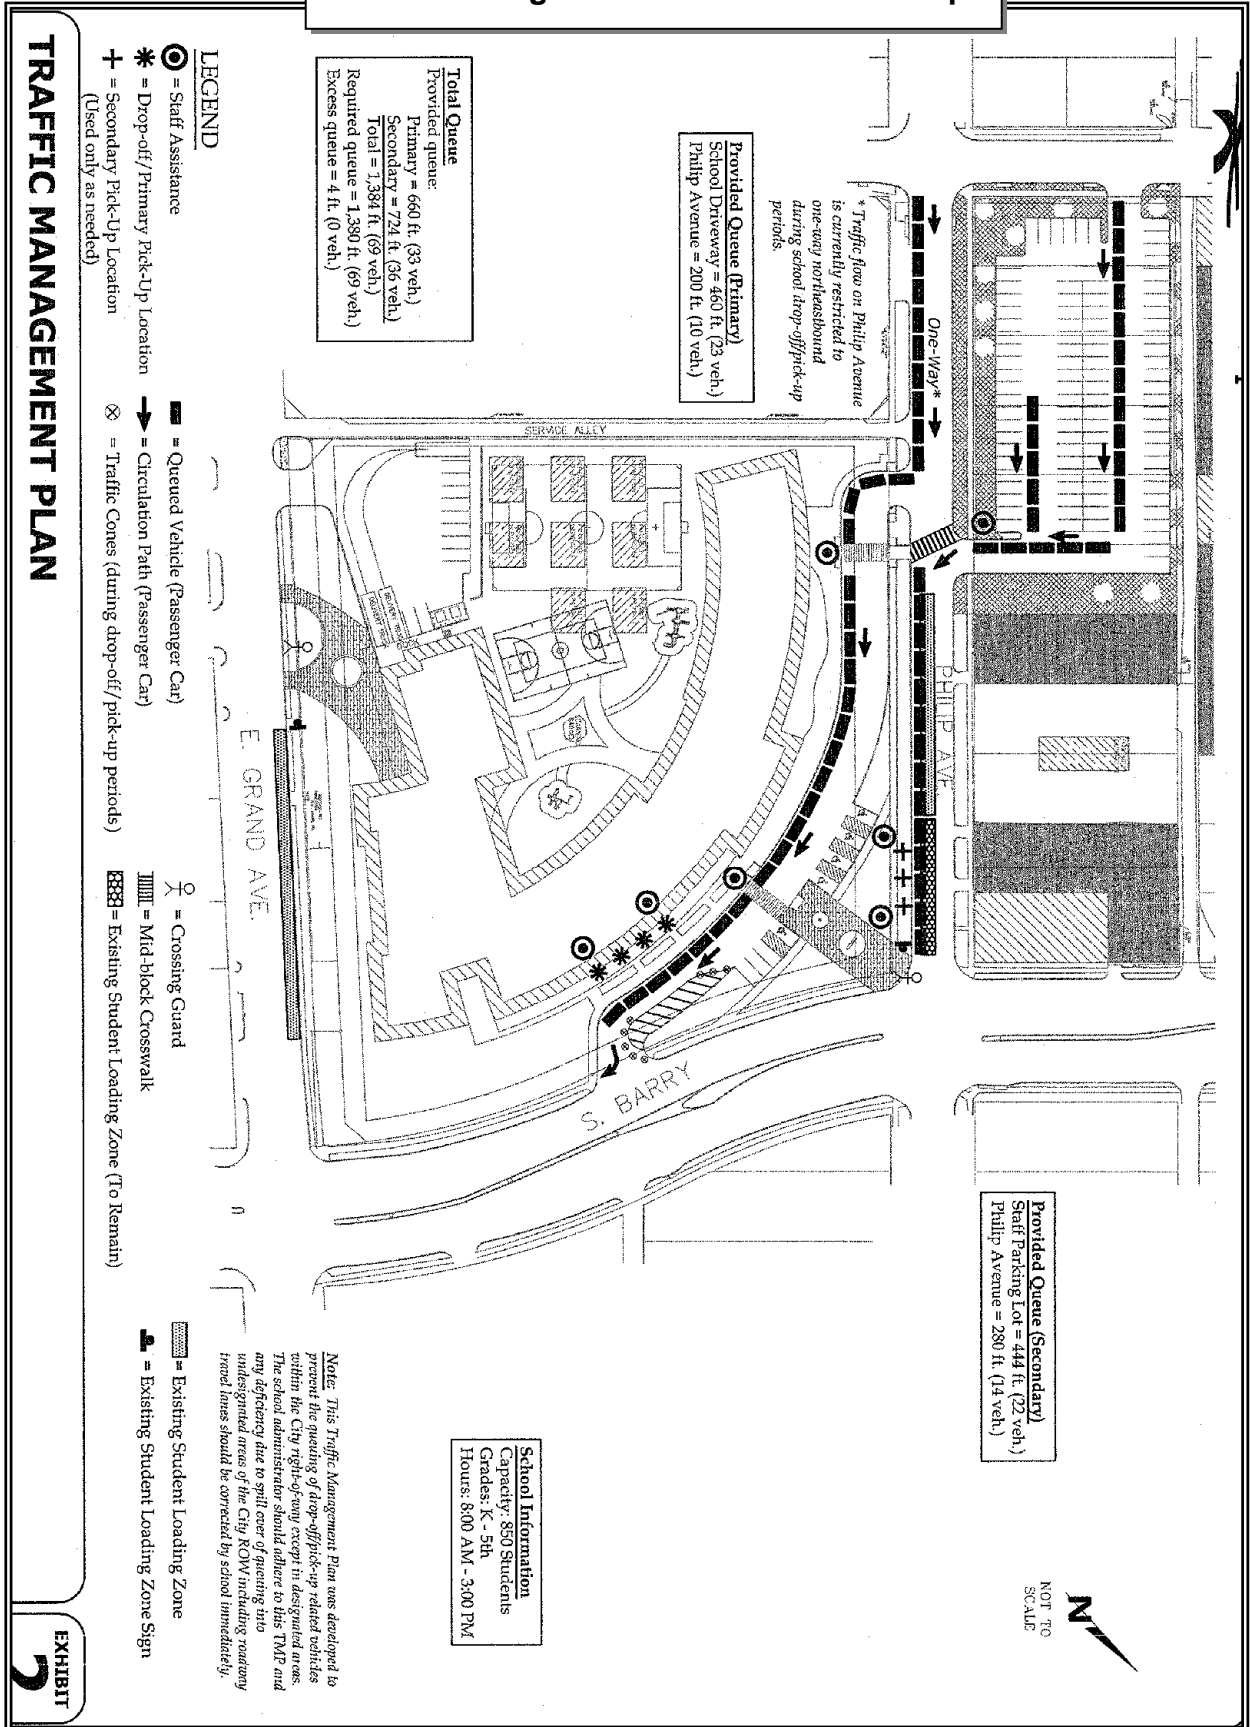 TRAFFIC MANAGEMENT PLAN
EXHIBIT
2
LEGEND
= Staff Assistance
= Drop-off/Primary Pick-Up Location
= Secondary Pick-Up Location
(Used only as needed)
= Queued Vehicle (Passenger Car)
= Circulation Path (Passenger Car)
= Traffic Cones (during drop-off/pick-up periods)
= Crossing Guard
= Mid-block Crosswalk
= Existing Student Loading Zone (To Remain)
= Existing Student Loading Zone
= Existing Student Loading Zone Sign
Total Queue
Provided queue:
Primary = 660 ft. (33 veh.)
Secondary = 724 ft. (36 veh.)
Total = 1,384 ft. (69 veh.)
Required queue = 1,380 ft. (69 veh.)
Excess queue = 4 ft. (0 veh.)
Provided Queue (Primary)
School Driveway = 460 ft. (23 veh.)
Philip Avenue = 200 ft. (10 veh.)
* Traffic flow on Philip Avenue
is currently restricted to
one-way northeastbound
during school drop-off/pick-up
periods.
One-Way*
SERVICE ALLEY
PHILIP AVE.
E. GRAND AVE.
S. BARRY
Provided Queue (Secondary)
Staff Parking Lot = 444 ft. (22 veh.)
Philip Avenue = 280 ft. (14 veh.)
School Information
Capacity: 850 Students
Grades: K - 5th
Hours: 8:00 AM - 3:00 PM
Note: This Traffic Management Plan was developed to
prevent the queuing of drop-off/pick-up related vehicles
within the City right-of-way except in designated areas.
The school administrator should adhere to this TMP and
any deficiency due to spill over of queuing into
undesignated areas of the City ROW including roadway
travel lanes should be corrected by school immediately.
N
NOT TO
SCALE